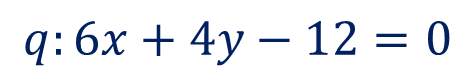 q: 6x + 4y − 12 = 0